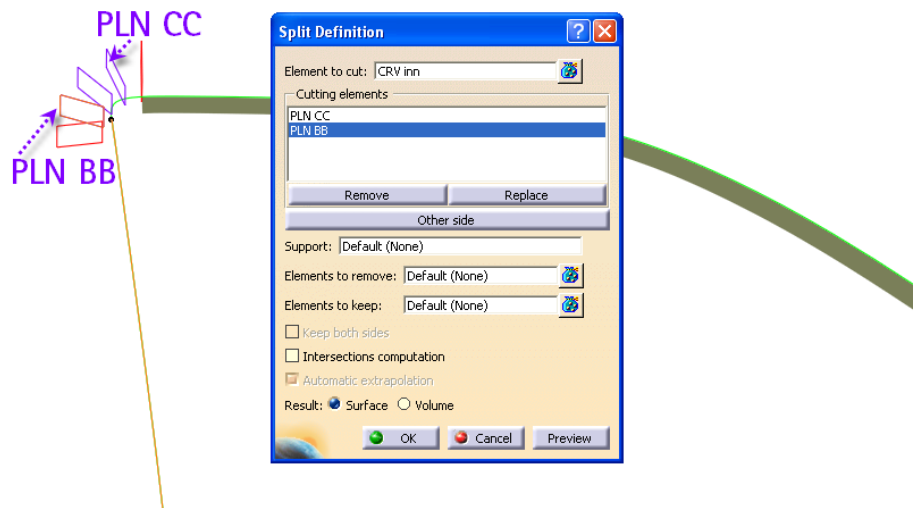 PLN CC
PLN BB
Split Definition
Element to cut: CRV inn
Cutting elements
PLN CC
PLN BB
Remove Replace
Other side
Support: Default (None)
Elements to remove: Default (None)
Elements to keep: Default (None)
Keep both sides
Intersections computation
Automatic extrapolation
Result: Surface Volume
OK Cancel Preview